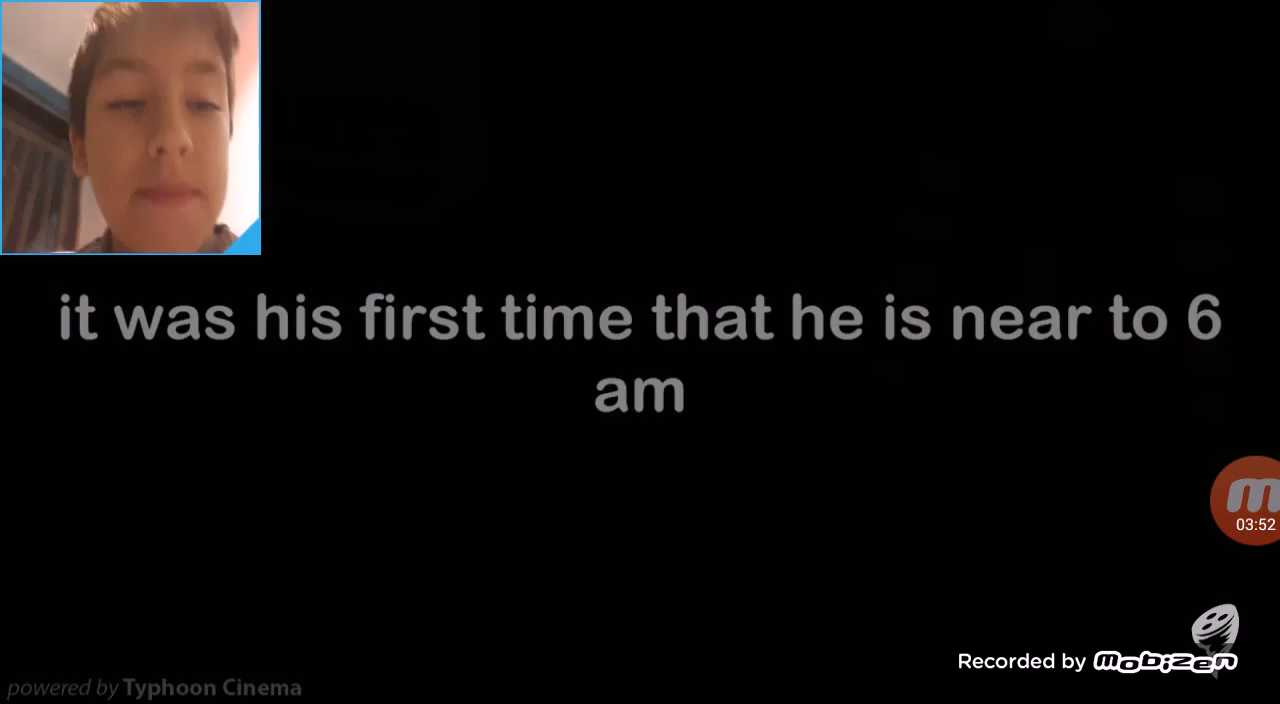 it was his first time that he is near to 6
am
03:52
Recorded by Mobizen
powered by Typhoon Cinema